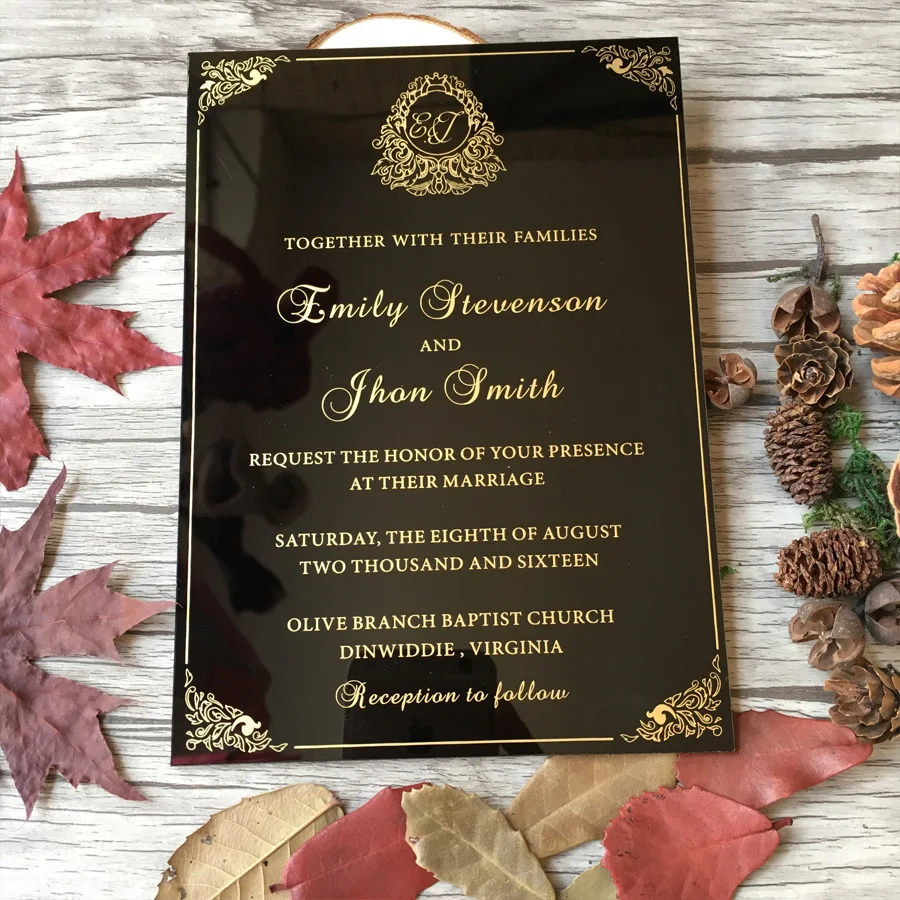 E&J
TOGETHER WITH THEIR FAMILIES
Emily Stevenson
AND
Jhon Smith
REQUEST THE HONOR OF YOUR PRESENCE
AT THEIR MARRIAGE
SATURDAY, THE EIGHTH OF AUGUST
TWO THOUSAND AND SIXTEEN
OLIVE BRANCH BAPTIST CHURCH
DINWIDDIE , VIRGINIA
Reception to follow